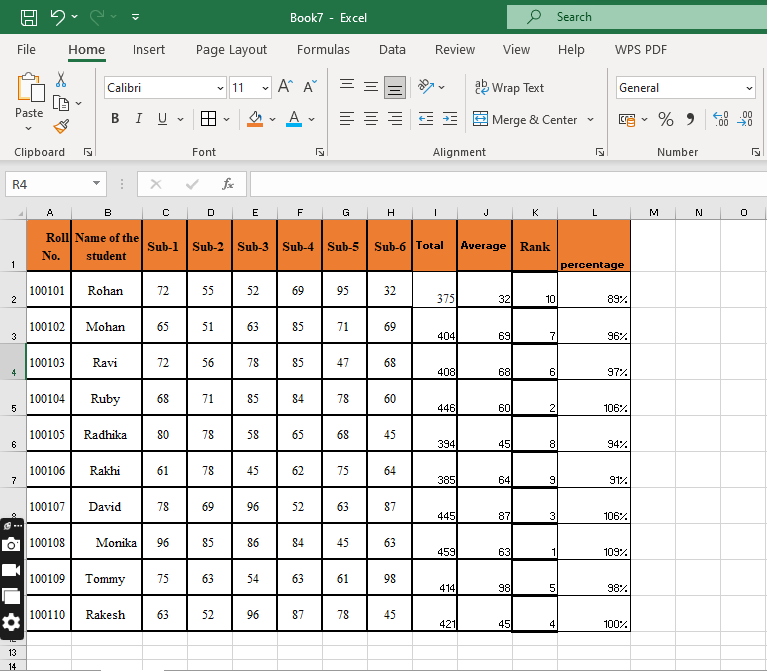 Book7 - Excel
Search
File Home Insert Page Layout Formulas Data Review View Help WPS PDF
Calibri 11 ab Wrap Text General
Paste B I U Merge & Center %
Clipboard Font Alignment Number
R4 fx
A B C D E F G H I J K L M N O
1 Roll No. Name of the student Sub-1 Sub-2 Sub-3 Sub-4 Sub-5 Sub-6 Total Average Rank percentage
2 100101 Rohan 72 55 52 69 95 32 375 32 10 89%
3 100102 Mohan 65 51 63 85 71 69 404 69 7 96%
4 100103 Ravi 72 56 78 85 47 68 408 68 6 97%
5 100104 Ruby 68 71 85 84 78 60 446 60 2 106%
6 100105 Radhika 80 78 58 65 68 45 394 45 8 94%
7 100106 Rakhi 61 78 45 62 75 64 385 64 9 91%
100107 David 78 69 96 52 63 87 445 87 3 106%
100108 Monika 96 85 86 84 45 63 459 63 1 109%
100109 Tommy 75 63 54 63 61 98 414 98 5 98%
100110 Rakesh 63 52 96 87 78 45 421 45 4 100%
13
14